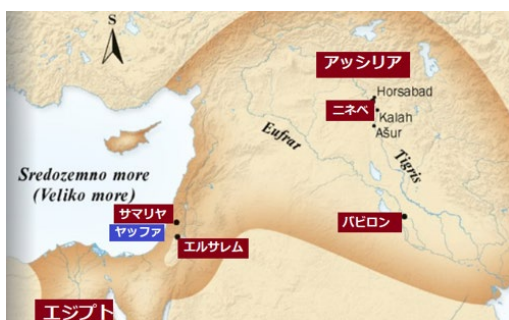 S
アッシリア
Horsabad
ニネベ
Kalah
Ašur
Eufrat
Tigris
Sredozemno more
(Veliko more)
サマリヤ
ヤッファ
エルサレム
バビロン
エジプト